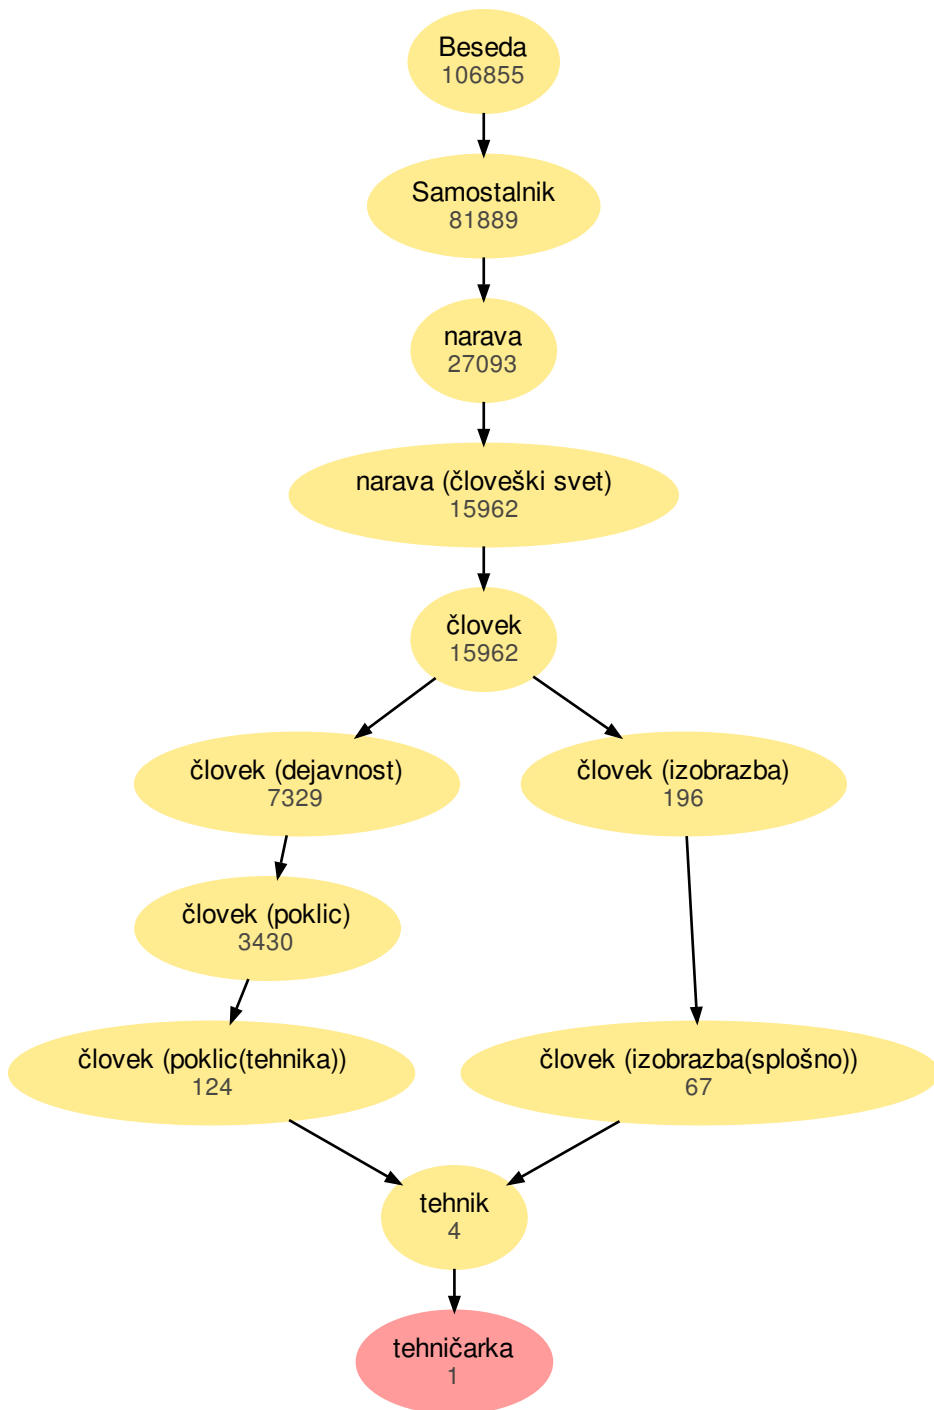 Beseda
106855
Samostalnik
81889
narava
27093
narava (človeški svet)
15962
človek
15962
človek (dejavnost)
7329
človek (izobrazba)
196
človek (poklic)
3430
človek (poklic(tehnika))
124
človek (izobrazba(splošno))
67
tehnik
4
tehničarka
1